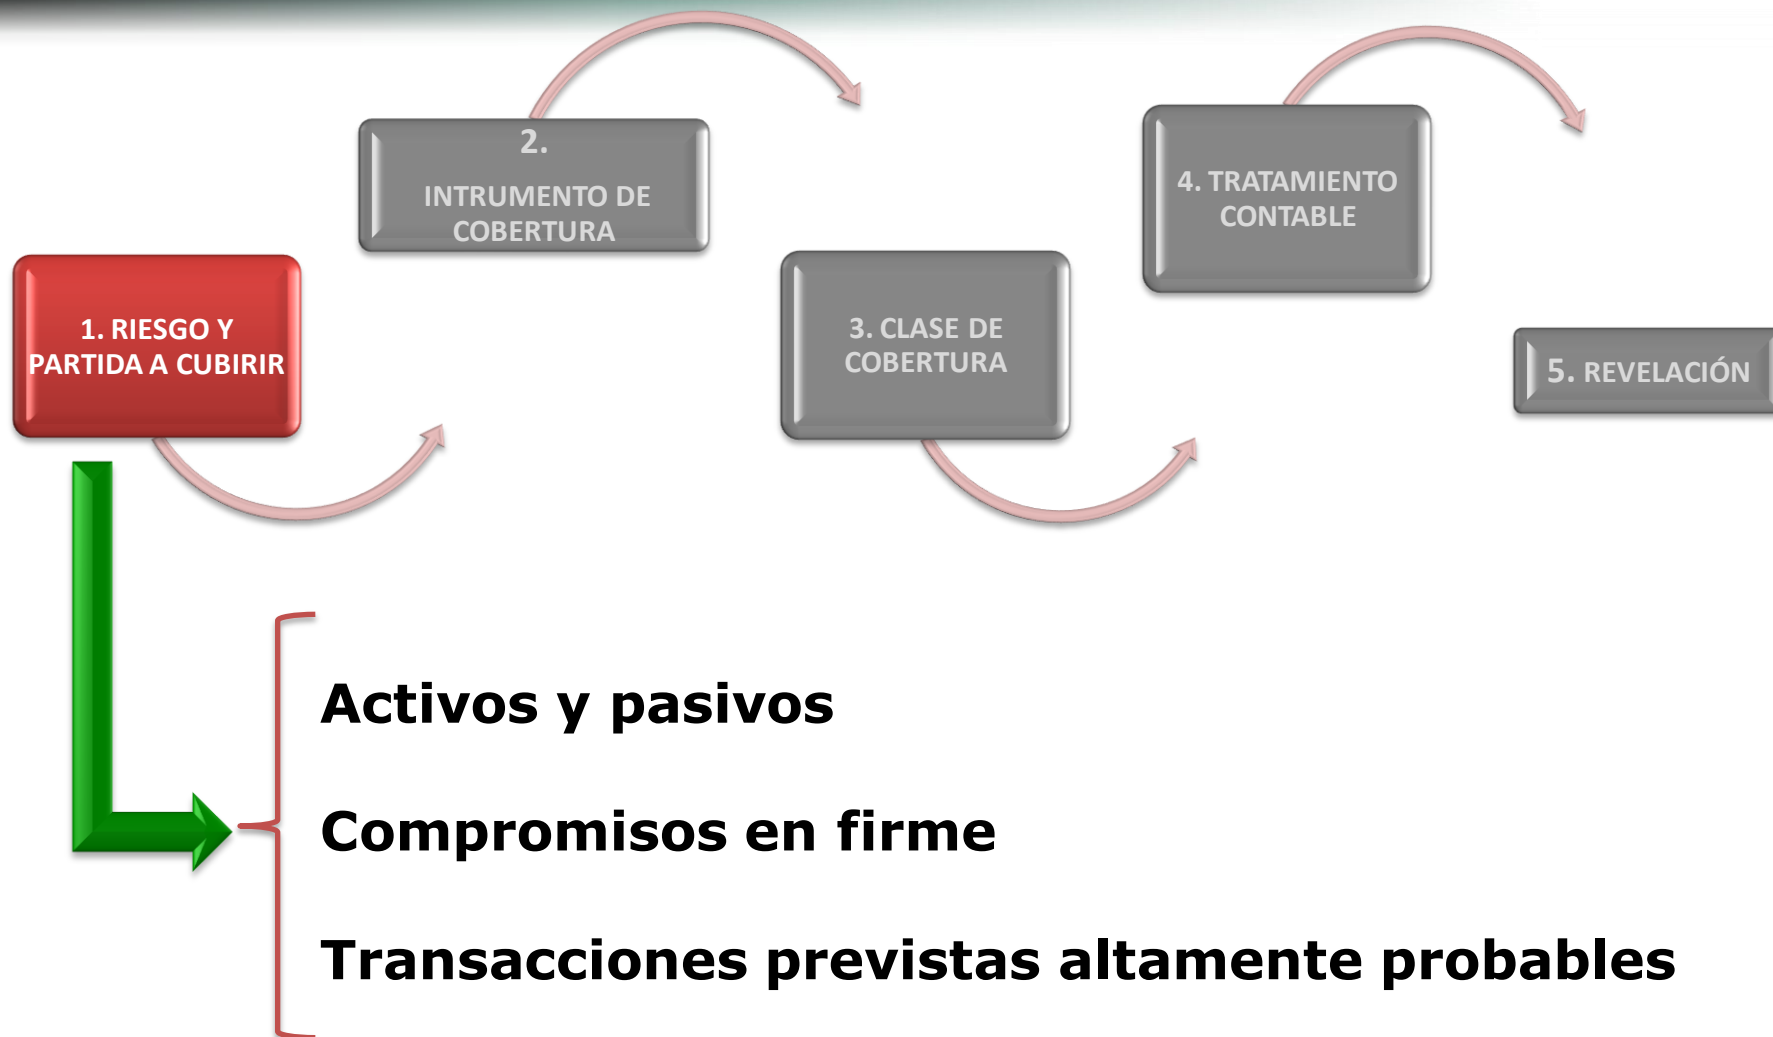 1. RIESGO Y
PARTIDA A CUBIRIR
2.
INTRUMENTO DE
COBERTURA
3. CLASE DE
COBERTURA
4. TRATAMIENTO
CONTABLE
5. REVELACIÓN
Activos y pasivos
Compromisos en firme
Transacciones previstas altamente probables